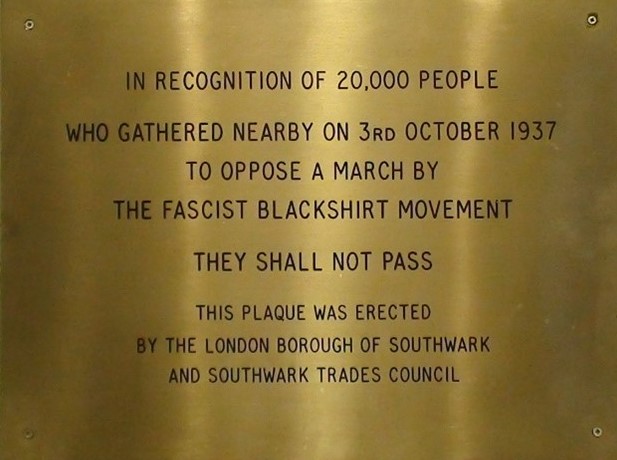 IN RECOGNITION OF 20,000 PEOPLE
WHO GATHERED NEARBY ON 3RD OCTOBER 1937
TO OPPOSE A MARCH BY
THE FASCIST BLACKSHIRT MOVEMENT
THEY SHALL NOT PASS
THIS PLAQUE WAS ERECTED
BY THE LONDON BOROUGH OF SOUTHWARK
AND SOUTHWARK TRADES COUNCIL